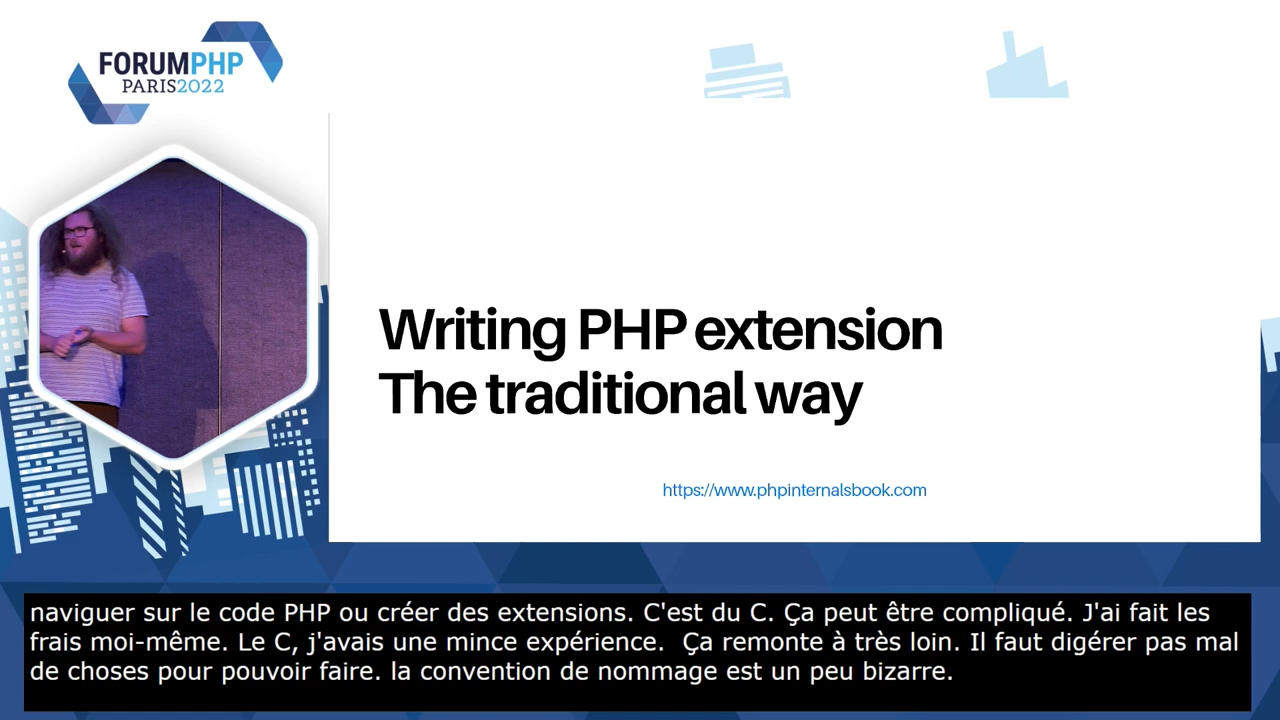 FORUMPHP
PARIS2022
Writing PHP extension
The traditional way
https://www.phpinternalsbook.com
naviguer sur le code PHP ou créer des extensions. C'est du C. Ça peut être compliqué. J'ai fait les
frais moi-même. Le C, j'avais une mince expérience.  Ça remonte à très loin. Il faut digérer pas mal
de choses pour pouvoir faire. la convention de nommage est un peu bizarre.